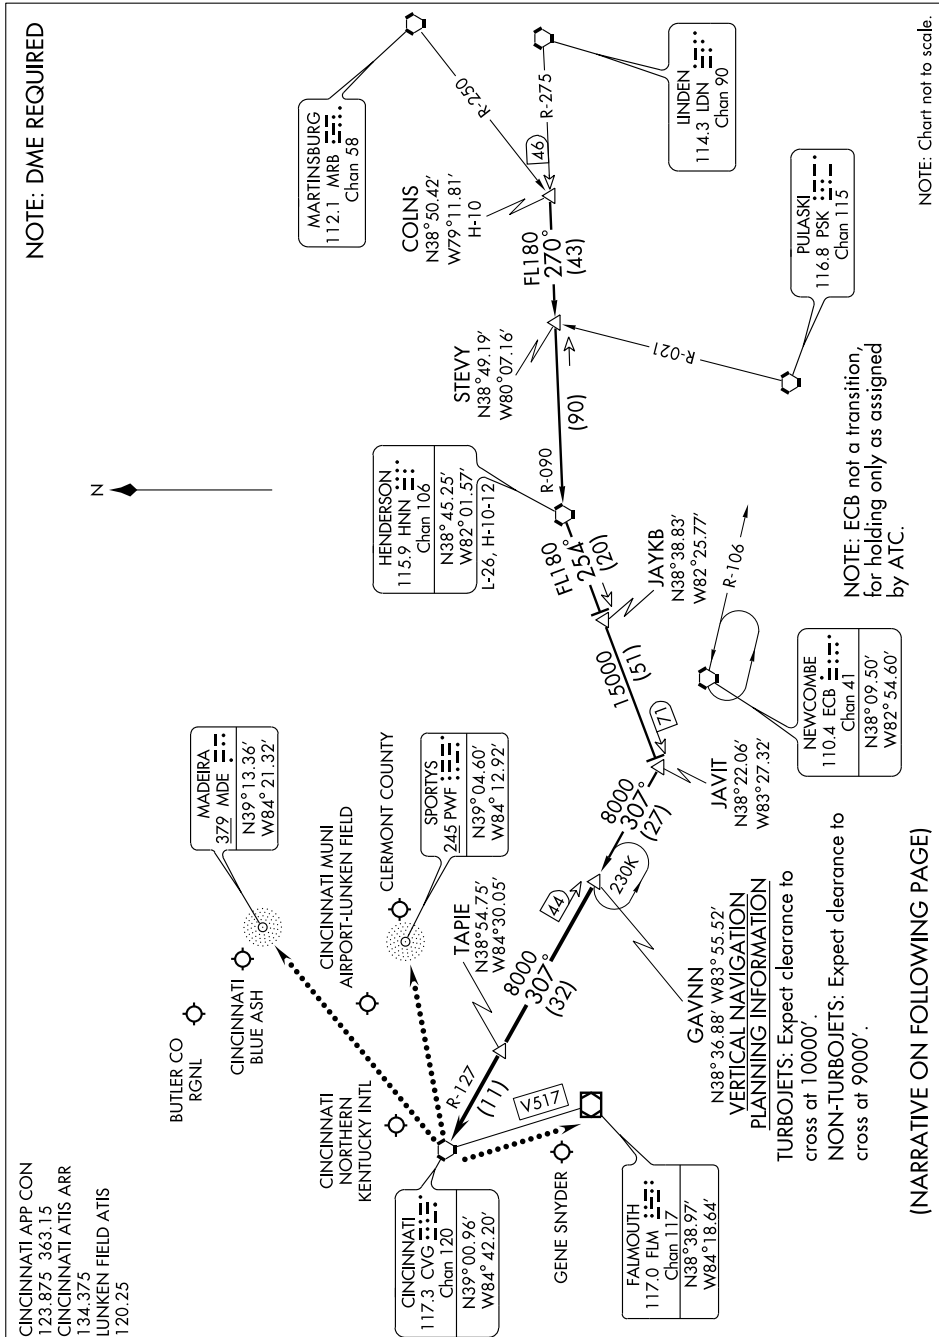 CINCINNATI APP CON
123.875 363.15
CINCINNATI ATIS ARR
134.375
LUNKEN FIELD ATIS
120.25
NOTE: DME REQUIRED
N
BUTLER CO
RGNL
CINCINNATI
BLUE ASH
MADEIRA
379 MDE
N39°13.36′
W84°21.32′
CINCINNATI MUNI
AIRPORT-LUNKEN FIELD
CLERMONT COUNTY
SPORTYS
245 PWF
N39°04.60′
W84°12.92′
CINCINNATI
NORTHERN
KENTUCKY INTL
CINCINNATI
117.3 CVG
Chan 120
N39°00.96′
W84°42.20′
R-127
(11)
V517
GENE SNYDER
FALMOUTH
117.0 FLM
Chan 117
N38°38.97′
W84°18.64′
TAPIE
N38°54.75′
W84°30.05′
8000
307°
(32)
44
230K
GAVNN
N38°36.88′ W83°55.52′
VERTICAL NAVIGATION
PLANNING INFORMATION
TURBOJETS: Expect clearance to
cross at 10000′.
NON-TURBOJETS: Expect clearance to
cross at 9000′.
8000
307°
(27)
71
JAVIT
N38°22.06′
W83°27.32′
15000
(51)
JAYKB
N38°38.83′
W82°25.77′
FL180
254°
(20)
HENDERSON
115.9 HNN
Chan 106
N38°45.25′
W82°01.57′
L-26, H-10-12
R-090
(90)
STEVY
N38°49.19′
W80°07.16′
FL180
270°
(43)
COLNS
N38°50.42′
W79°11.81′
H-10
46
R-250
R-275
MARTINSBURG
112.1 MRB
Chan 58
LINDEN
114.3 LDN
Chan 90
R-021
PULASKI
116.8 PSK
Chan 115
R-106
NEWCOMBE
110.4 ECB
Chan 41
N38°09.50′
W82°54.60′
NOTE: ECB not a transition,
for holding only as assigned
by ATC.
(NARRATIVE ON FOLLOWING PAGE)
NOTE: Chart not to scale.